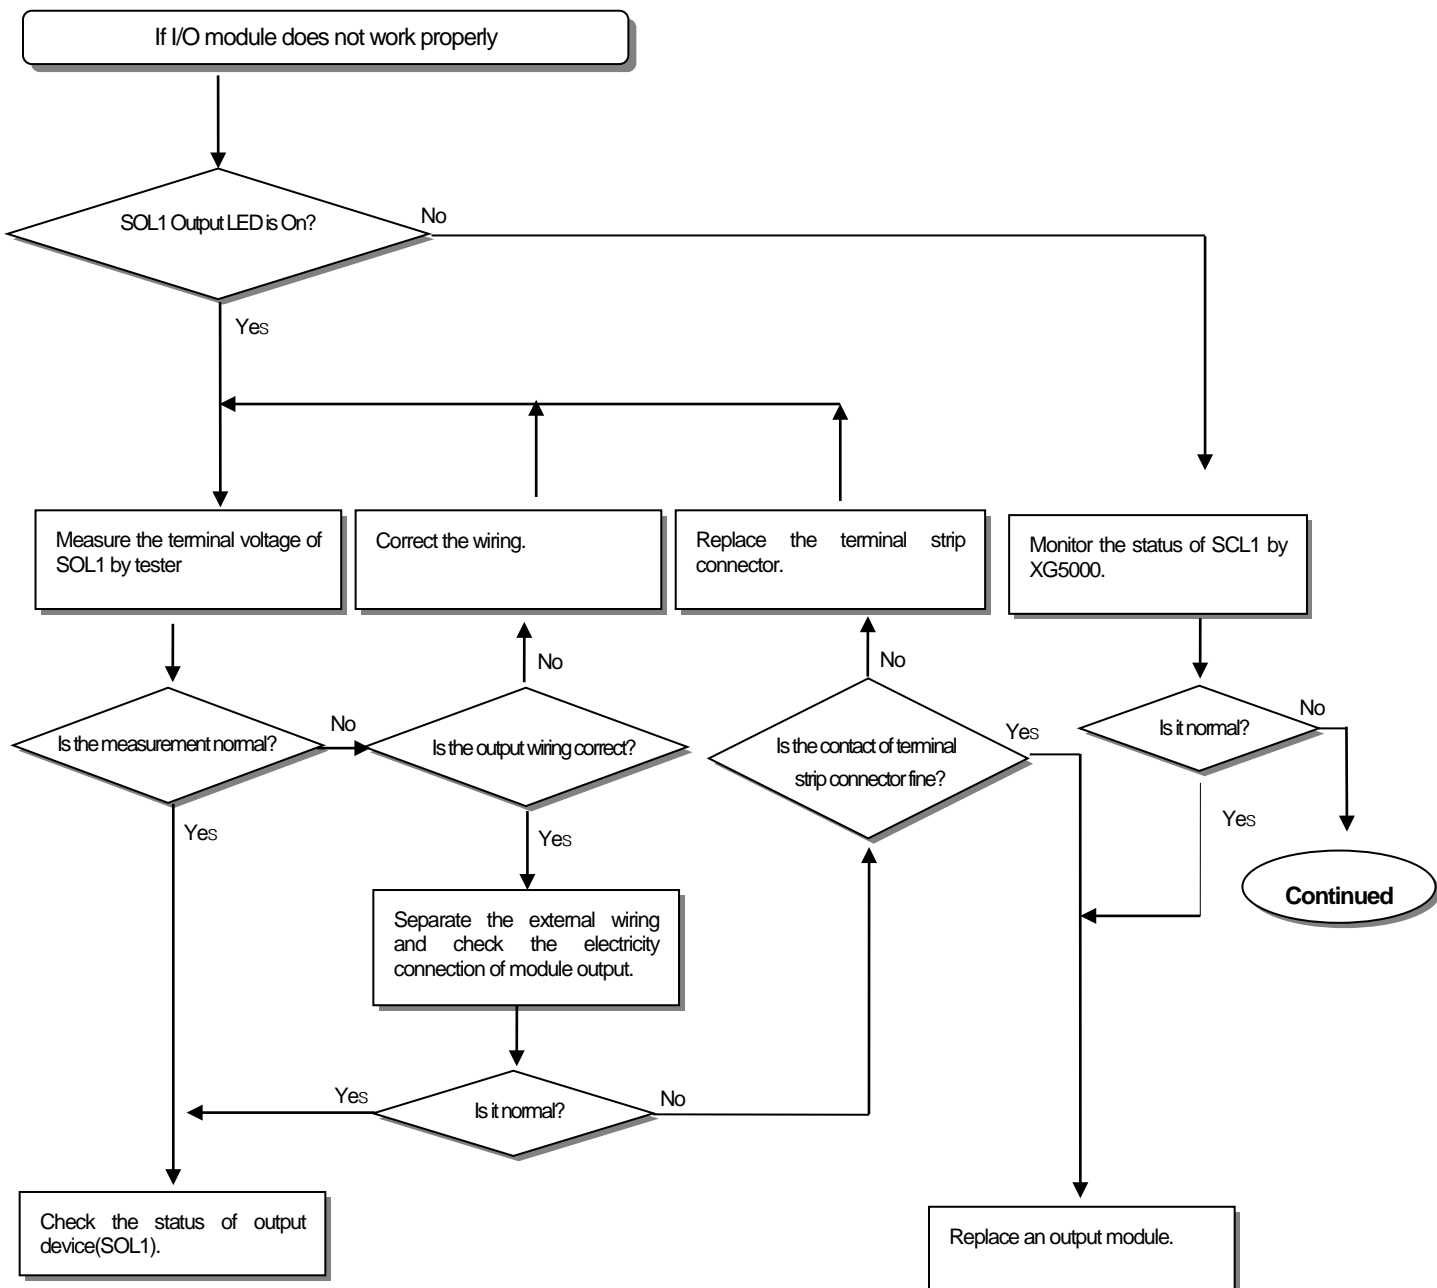 If I/O module does not work properly
SOL1 Output LED is On?
No
Yes
Measure the terminal voltage of
SOL1 by tester
Correct the wiring.
Replace the terminal strip
connector.
Monitor the status of SCL1 by
XG5000.
No
No
Is the measurement normal?
No
Is the output wiring correct?
Is the contact of terminal
strip connector fine?
Yes
Is it normal?
No
Yes
Yes
Yes
Continued
Separate the external wiring
and check the electricity
connection of module output.
Yes
Is it normal?
No
Check the status of output
device(SOL1).
Replace an output module.